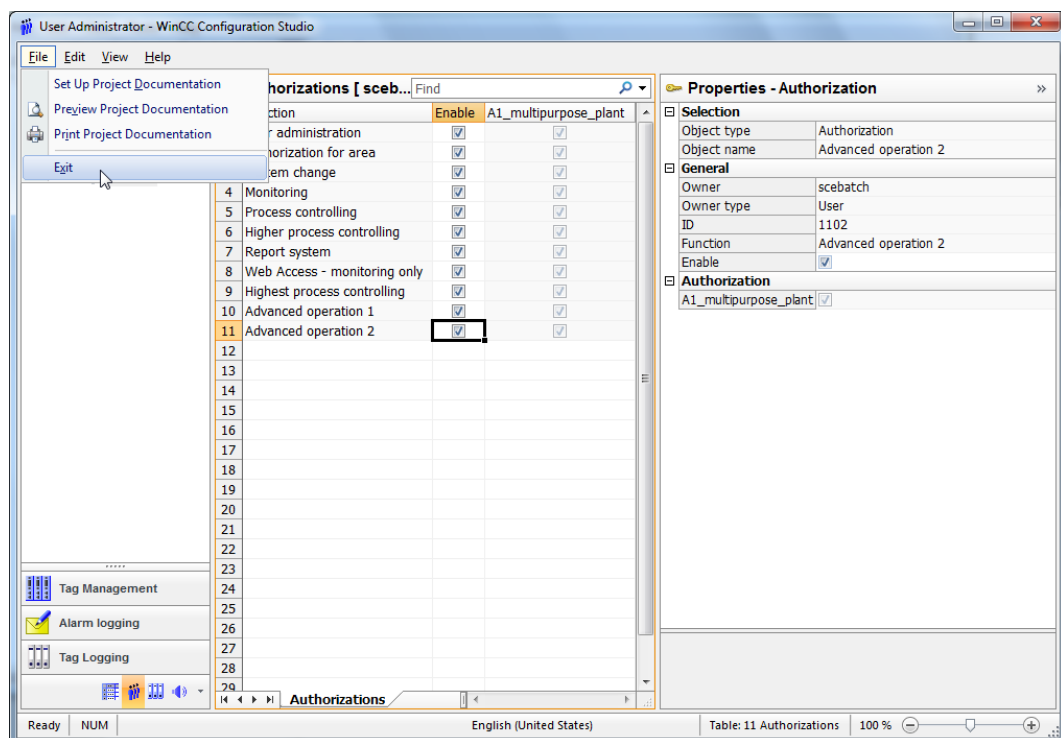 User Administrator - WinCC Configuration Studio
File Edit View Help
Set Up Project Documentation
Preview Project Documentation
Print Project Documentation
Exit
horizations [ sceb... Find
ction Enable A1_multipurpose_plant
r administration
horization for area
tem change
4 Monitoring
5 Process controlling
6 Higher process controlling
7 Report system
8 Web Access - monitoring only
9 Highest process controlling
10 Advanced operation 1
11 Advanced operation 2
12
13
14
15
16
17
18
19
20
21
22
23
24
25
26
27
28
29
Authorizations
Tag Management
Alarm logging
Tag Logging
Properties - Authorization »
Selection
Object type Authorization
Object name Advanced operation 2
General
Owner scebatch
Owner type User
ID 1102
Function Advanced operation 2
Enable
Authorization
A1_multipurpose_plant
Ready NUM English (United States) Table: 11 Authorizations 100 %